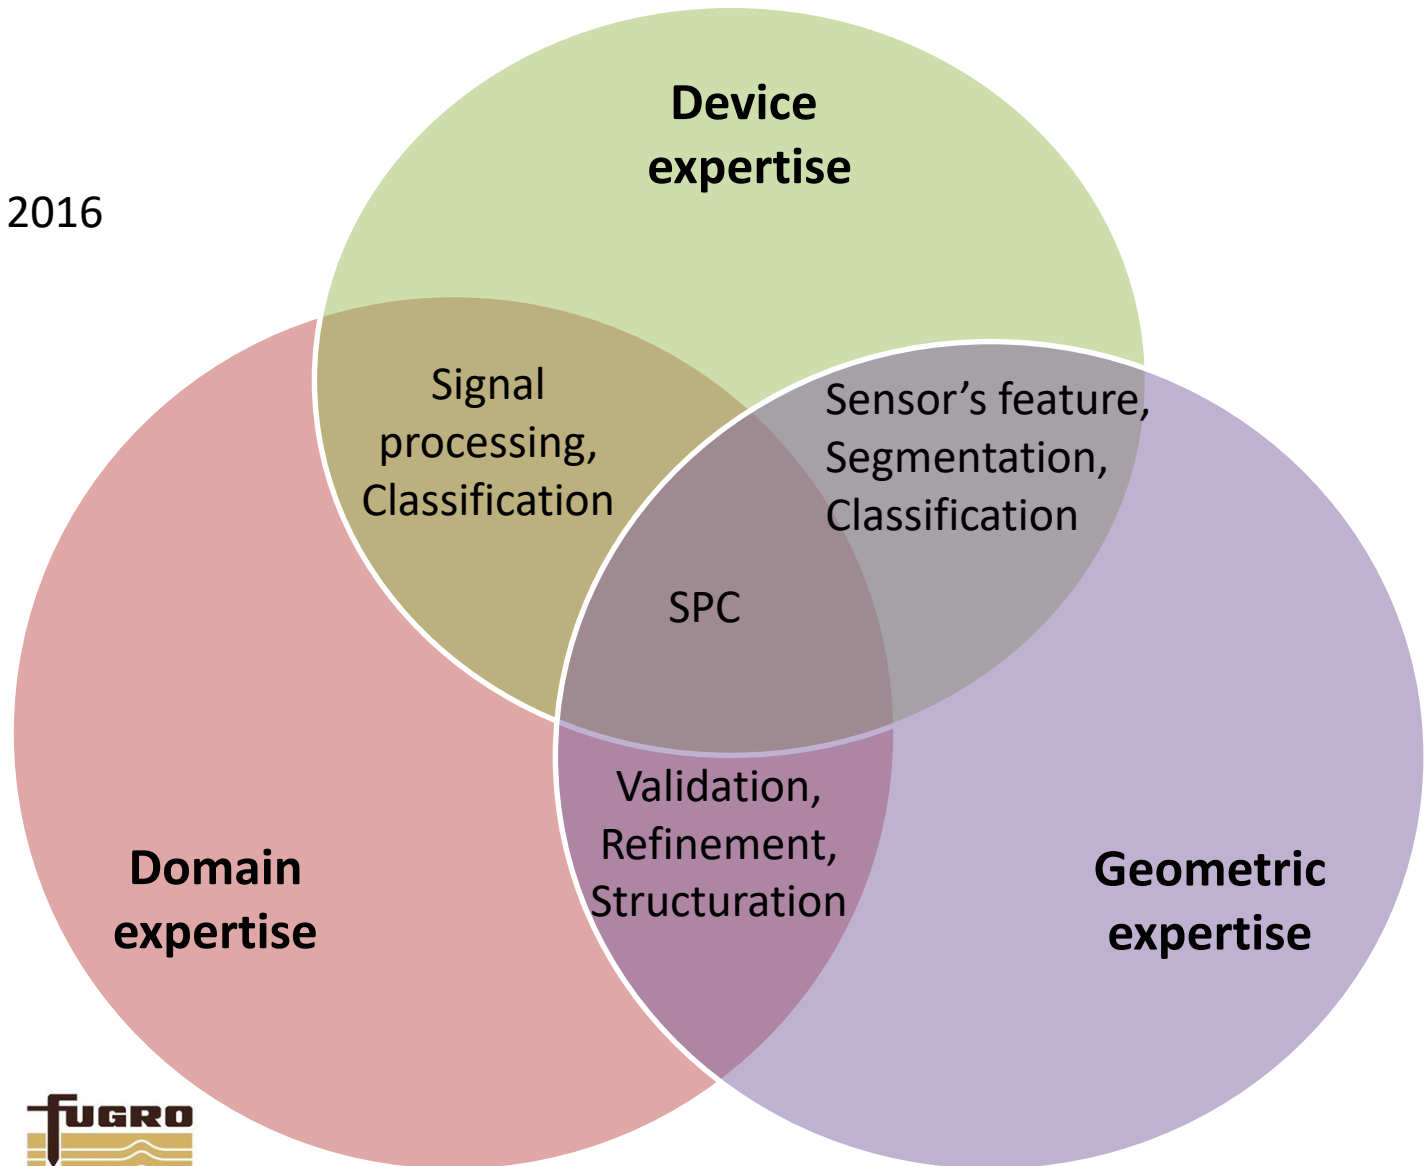 Device
expertise
2016
Signal
processing,
Classification
Sensor’s feature,
Segmentation,
Classification
SPC
Validation,
Refinement,
Structuration
Domain
expertise
Geometric
expertise
FUGRO